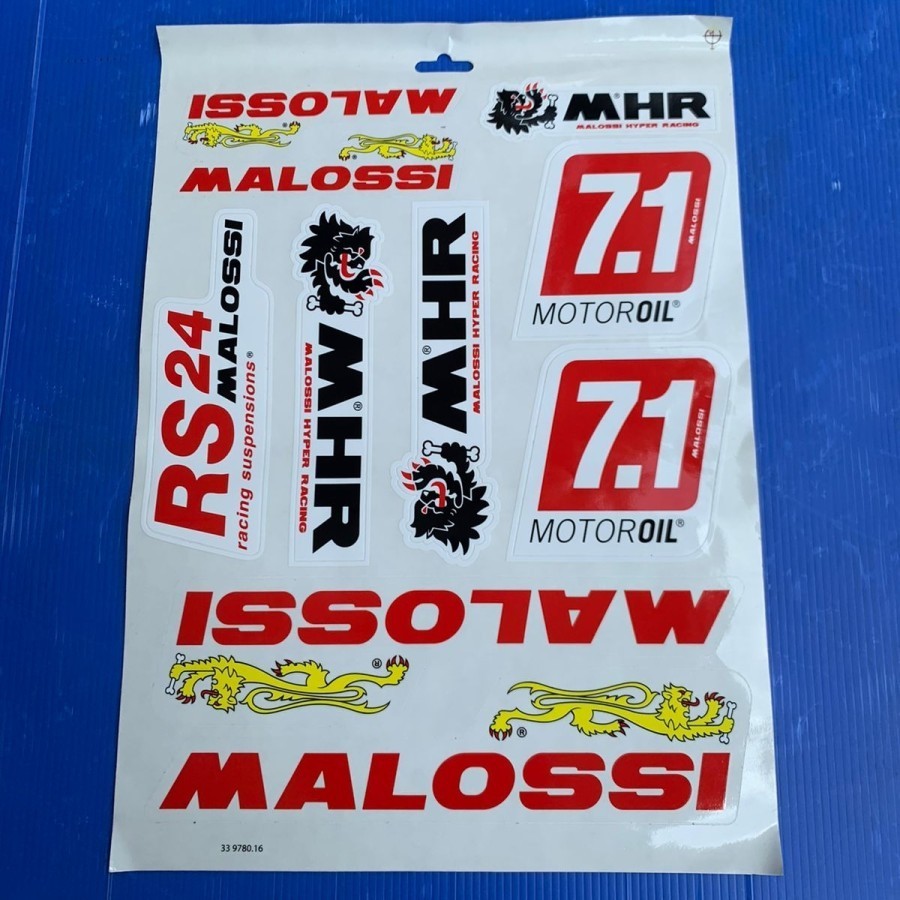 MALOSSI
®
®
MALOSSI
M®HR
MALOSSI HYPER RACING
7.1
MALOSSI
MOTOROIL®
RS24
MALOSSI
racing suspensions®
MHR®
MALOSSI HYPER RACING
MHR®
MALOSSI HYPER RACING
7.1
MALOSSI
MOTOROIL®
MALOSSI
®
®
MALOSSI
33 9780.16